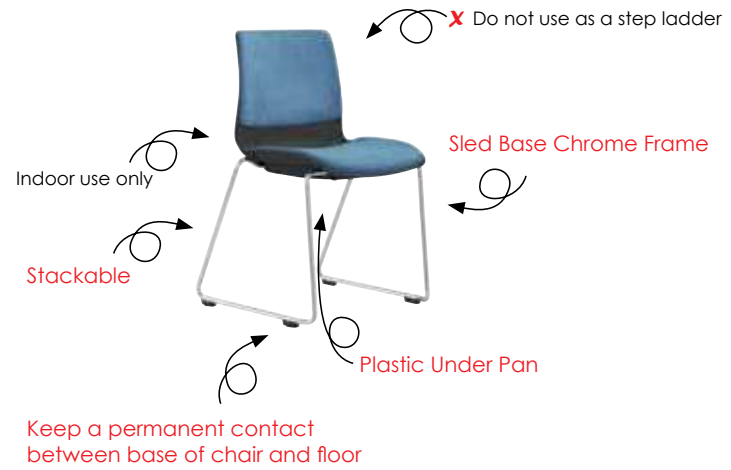 ✗ Do not use as a step ladder
Sled Base Chrome Frame
Indoor use only
Stackable
Plastic Under Pan
Keep a permanent contact
between base of chair and floor